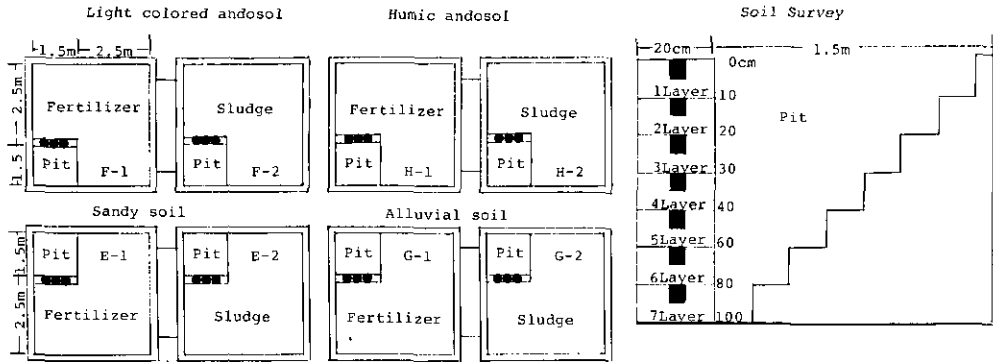 Light colored andosol
Humic andosol
Soil Survey
1.5m 2.5m
2.5m
1.5
Fertilizer
Pit
F-1
Sludge
Pit
F-2
Fertilizer
Pit
H-1
Sludge
Pit
H-2
Sandy soil
Alluvial soil
1.5m
2.5m
Pit
E-1
Fertilizer
Pit
E-2
Sludge
Pit
G-1
Fertilizer
Pit
G-2
Sludge
20cm
1.5m
0cm
Pit
1Layer 10
2Layer 20
3Layer 30
4Layer 40
5Layer 60
6Layer 80
7Layer 100